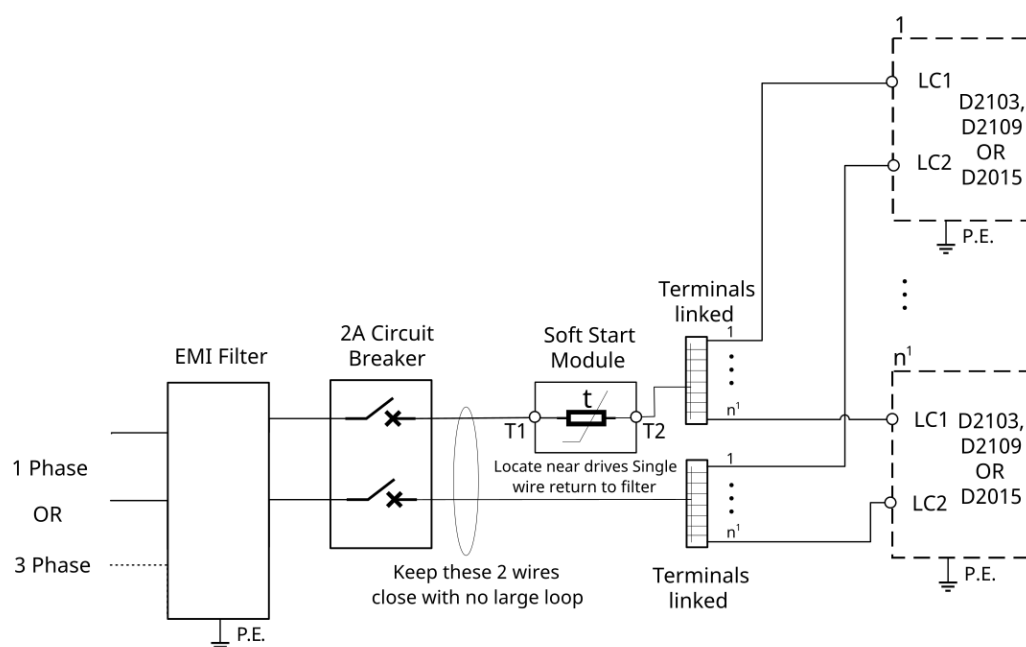 1
LC1
D2103,
D2109
OR
D2015
LC2
P.E.
Terminals
linked
1
n¹
2A Circuit
Breaker
Soft Start
Module
EMI Filter
t
T1
T2
n¹
LC1
D2103,
D2109
OR
D2015
LC2
P.E.
1 Phase
OR
3 Phase
Locate near drives Single
wire return to filter
1
n¹
Keep these 2 wires
close with no large loop
Terminals
linked
P.E.